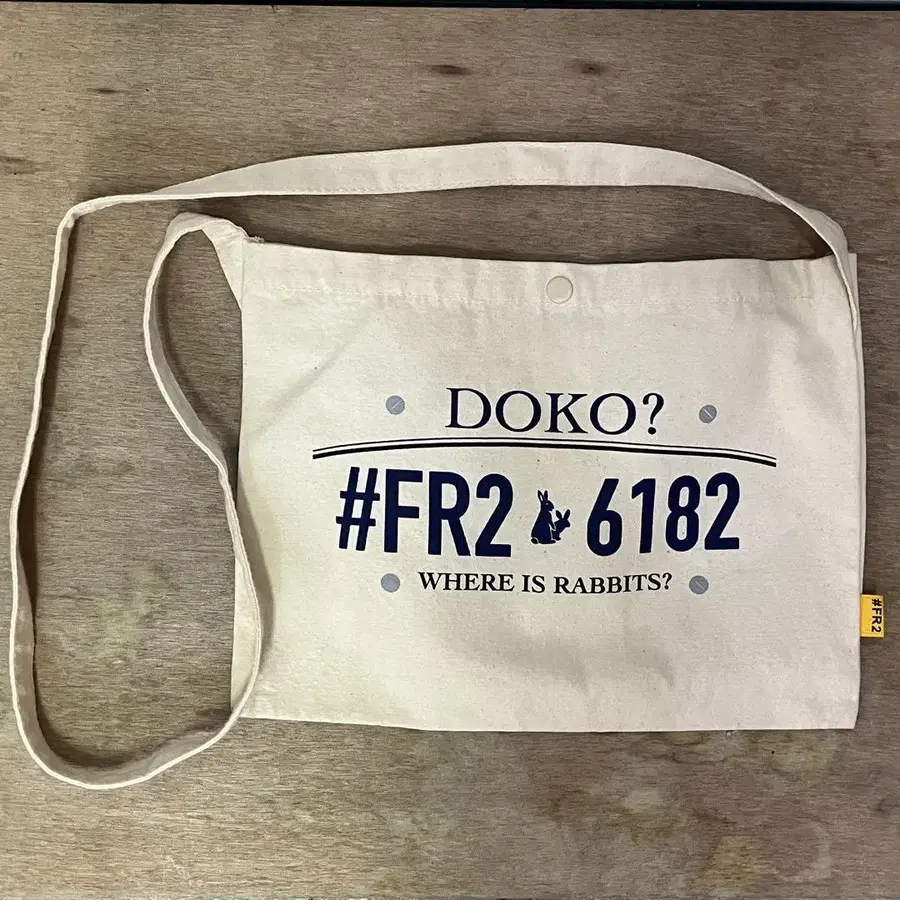 DOKO?
#FR2 6182
WHERE IS RABBITS?
#FR2